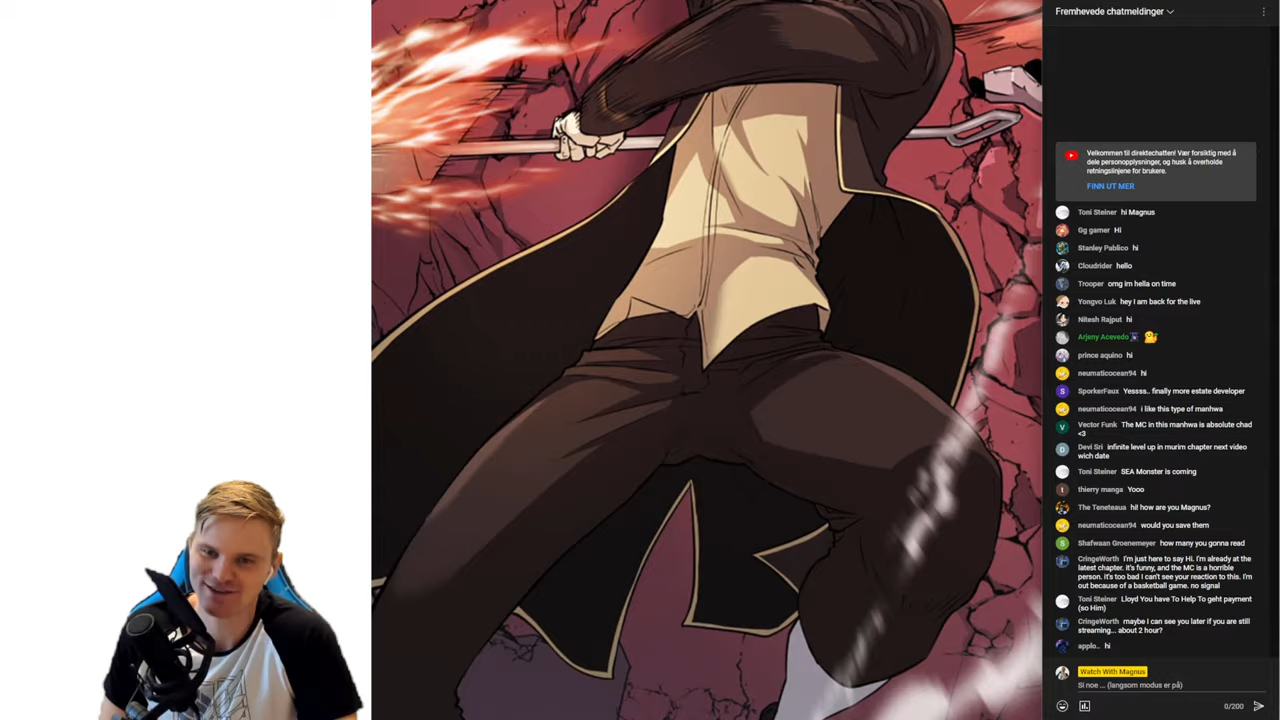 Fremhevede chatmeldinger
Velkommen til direktechatten! Vær forsiktig med å
dele personopplysninger, og husk å overholde
retningslinjene for brukere.
FINN UT MER
Toni Steiner hi Magnus
Gg gamer Hi
Stanley Pablico hi
Cloudrider hello
Trooper omg im hella on time
Yongvo Luk hey I am back for the live
Nitesh Rajput hi
Arjeny Acevedo
prince aquino hi
neumaticocean94 hi
S SporkerFaux Yessss.. finally more estate developer
neumaticocean94 i like this type of manhwa
V Vector Funk The MC in this manhwa is absolute chad
<3
Devi Sri infinite level up in murim chapter next video
wich date
Toni Steiner SEA Monster is coming
t thierry manga Yooo
The Teneteaua hi! how are you Magnus?
neumaticocean94 would you save them
S Shafwaan Groenemeyer how many you gonna read
CringeWorth I'm just here to say Hi. I'm already at the
latest chapter. it's funny, and the MC is a horrible
person. it's too bad I can't see your reaction to this. I'm
out because of a basketball game. no signal
Toni Steiner Lloyd You have To Help To geht payment
(so Him)
CringeWorth maybe I can see you later if you are still
streaming... about 2 hour?
applo.. hi
Watch With Magnus
Si noe ... (langsom modus er på)
0/200